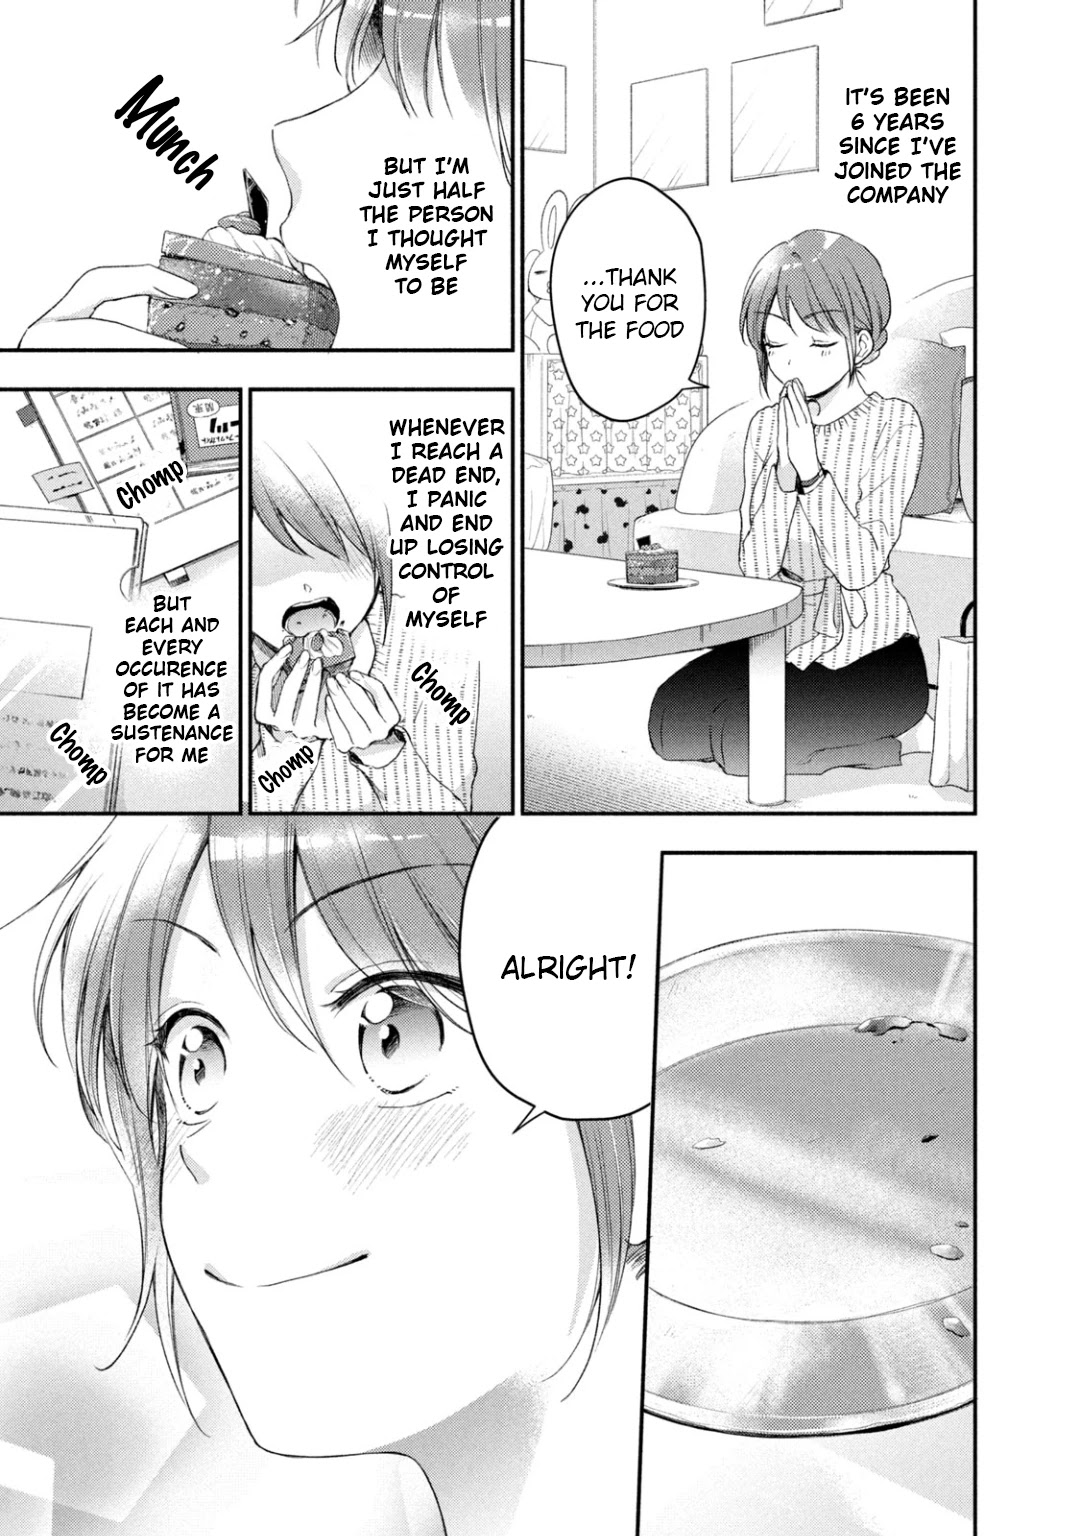 IT'S BEEN
6 YEARS
SINCE I'VE
JOINED THE
COMPANY
...THANK
YOU FOR
THE FOOD
BUT I'M
JUST HALF
THE PERSON
I THOUGHT
MYSELF
TO BE
Munch
WHENEVER
I REACH A
DEAD END,
I PANIC
AND END
UP LOSING
CONTROL
OF
MYSELF
Chomp
Chomp
Chomp
BUT
EACH AND
EVERY
OCCURENCE
OF IT HAS
BECOME A
SUSTENANCE
FOR ME
Chomp
ALRIGHT!